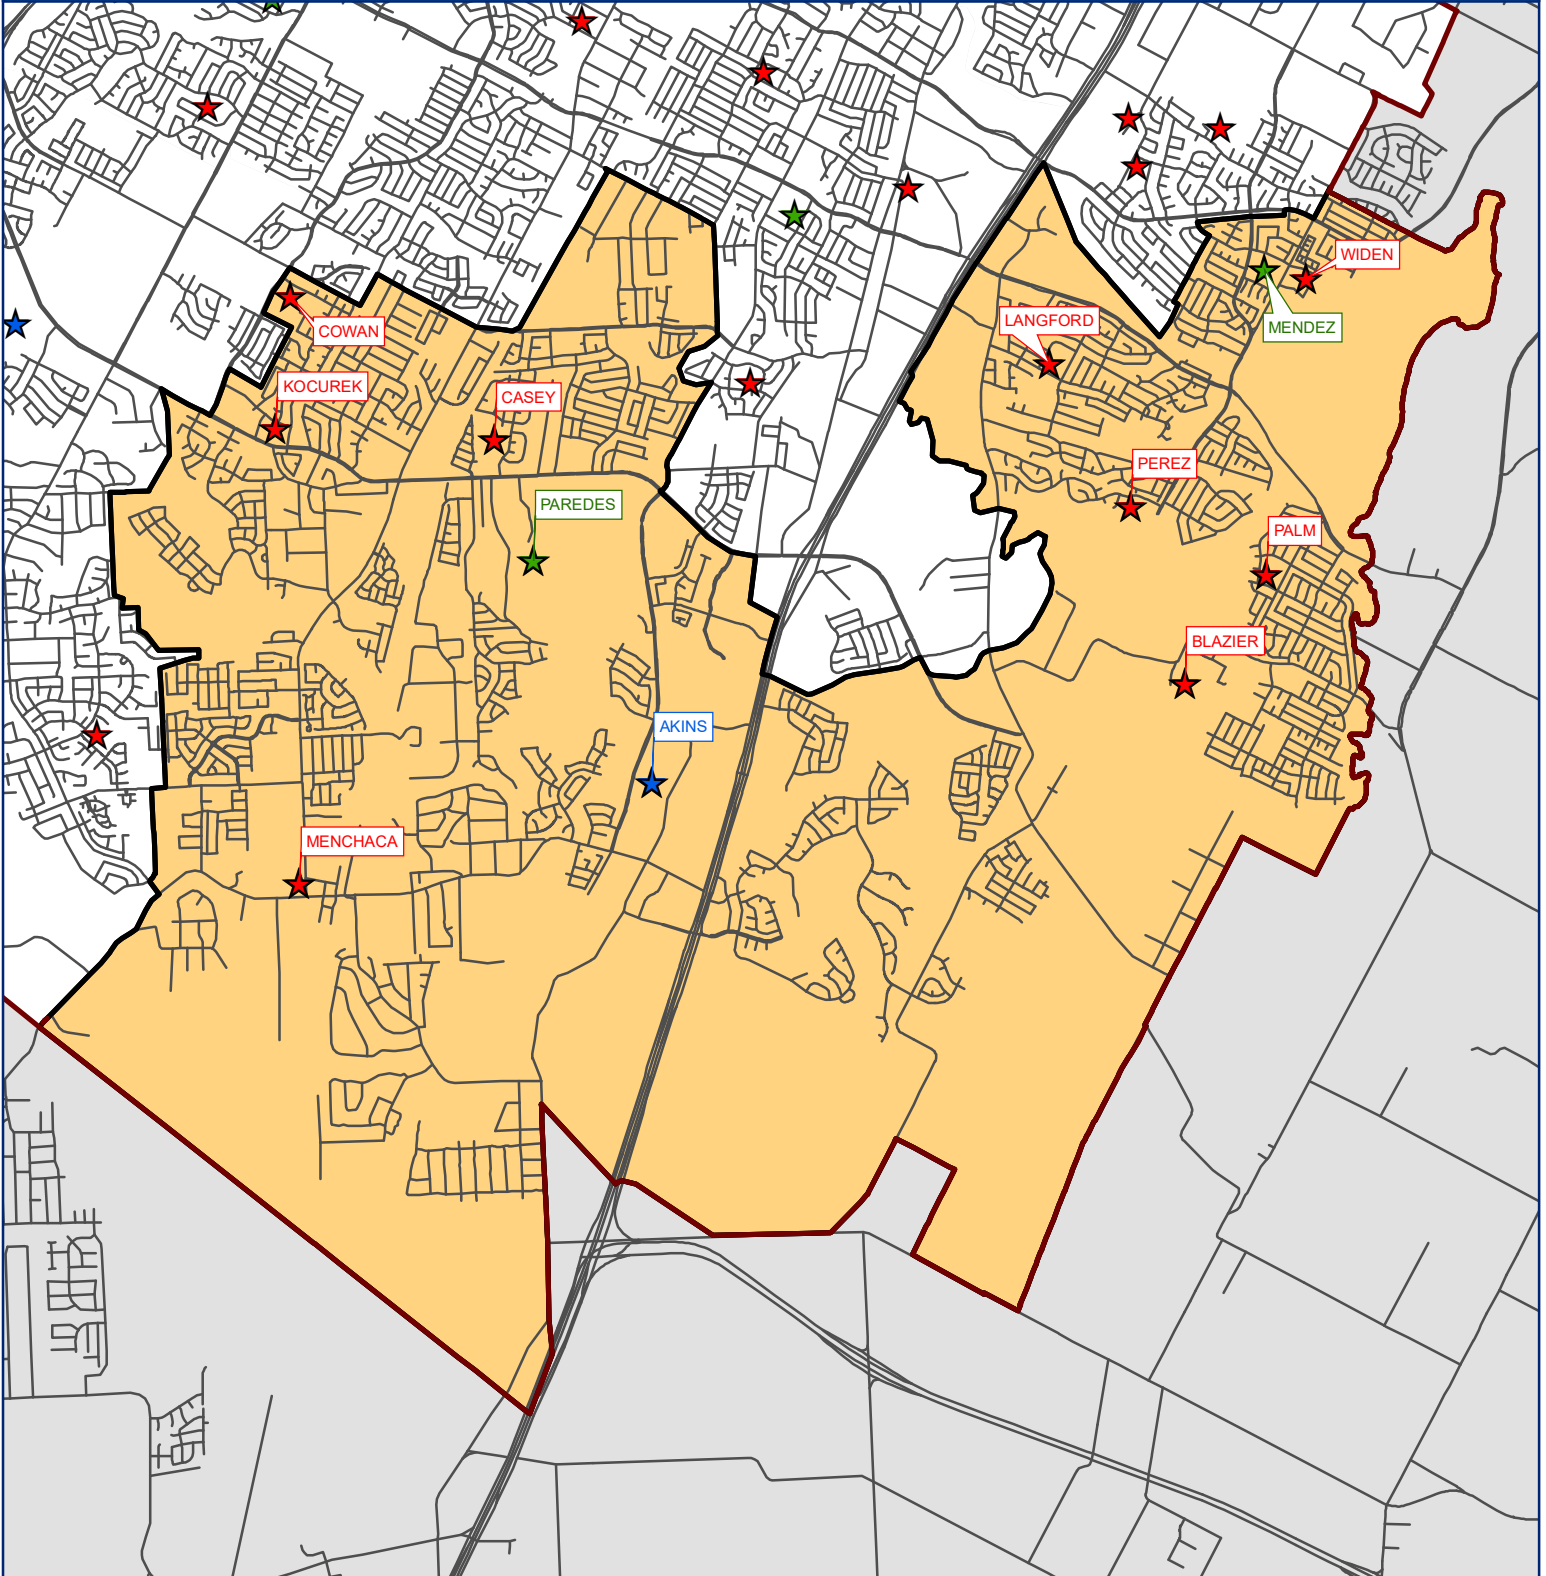 WIDEN
MENDEZ
LANGFORD
COWAN
KOCUREK
CASEY
PEREZ
PAREDES
PALM
BLAZIER
AKINS
MENCHACA